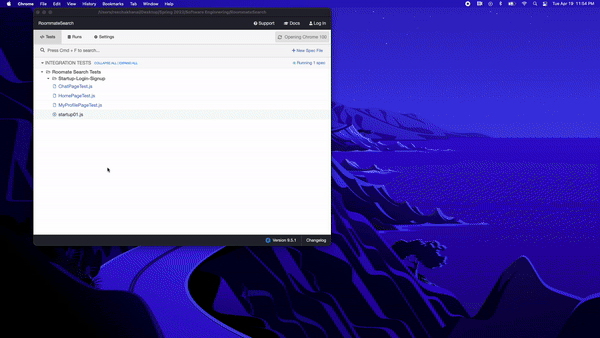 Chrome File Edit View History Bookmarks Tab Window Help
Tue Apr 19 11:54 PM
RoommateSearch
Support Docs Log In
Tests Runs Settings
Opening Chrome 100
Press Cmd + F to search...
+ New Spec File
INTEGRATION TESTS COLLAPSE ALL | EXPAND ALL
Running 1 spec
Roomate Search Tests
Startup-Login-Signup
ChatPageTest.js
HomePageTest.js
MyProfilePageTest.js
startup01.js
Version 9.5.1 Changelog